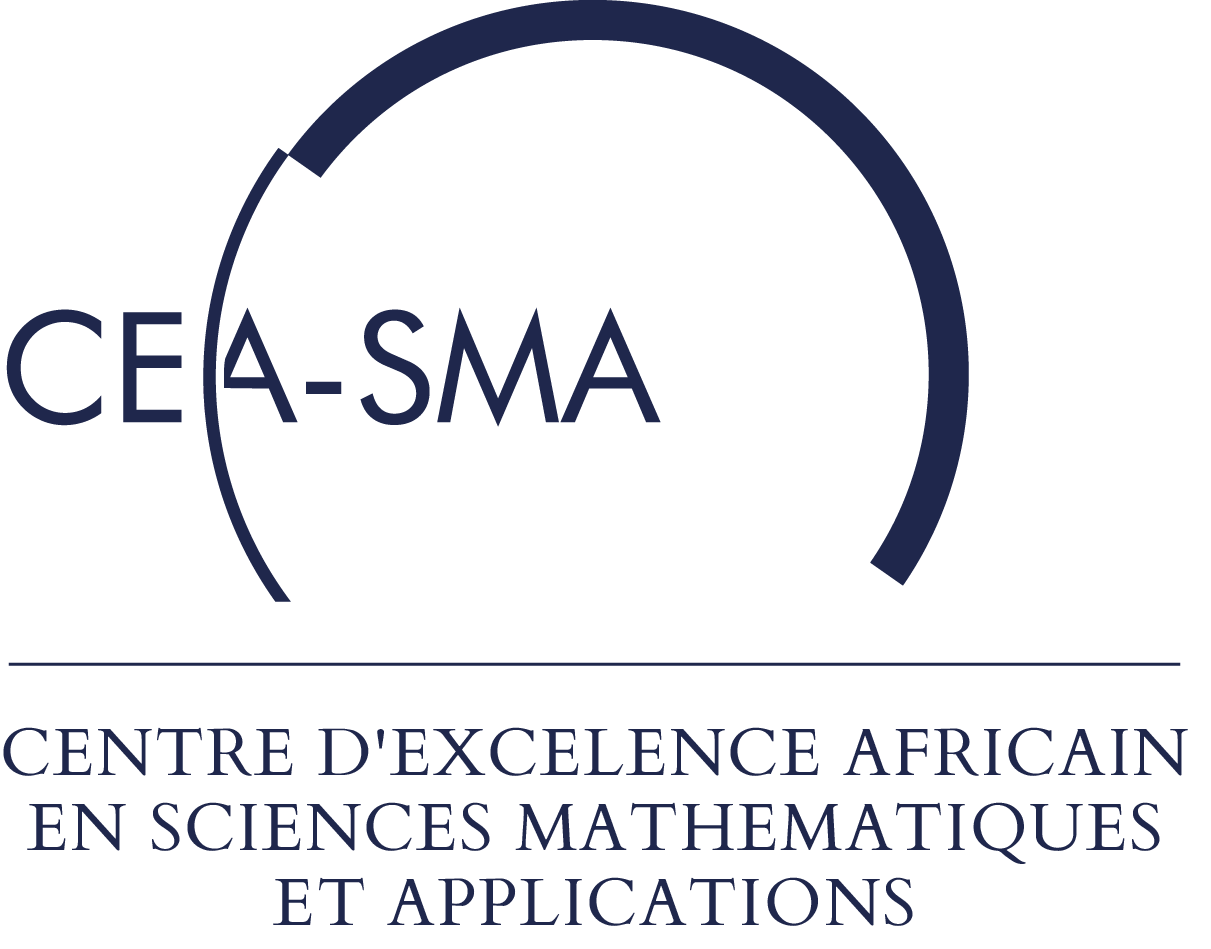 CEA-SMA
CENTRE D'EXCELENCE AFRICAIN
EN SCIENCES MATHEMATIQUES
ET APPLICATIONS